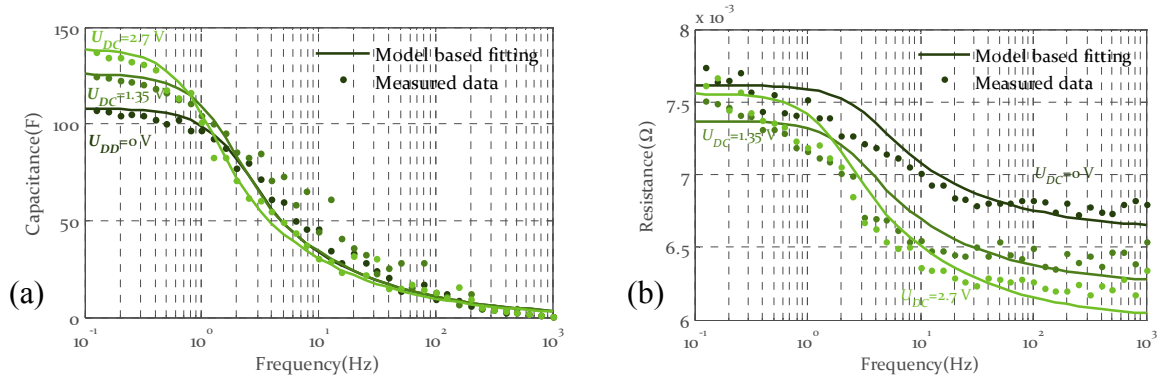 150
100
50
0
Capacitance(F)
U_DC=2.7 V
U_DC=1.35 V
U_DD=0 V
Model based fitting
Measured data
10^-1
10^0
10^1
10^2
10^3
Frequency(Hz)
(a)
x 10^-3
8
7.5
7
6.5
6
Resistance(Ω)
Model based fitting
Measured data
U_DC=1.35 V
U_DC=0 V
U_DC=2.7 V
10^-1
10^0
10^1
10^2
10^3
Frequency(Hz)
(b)